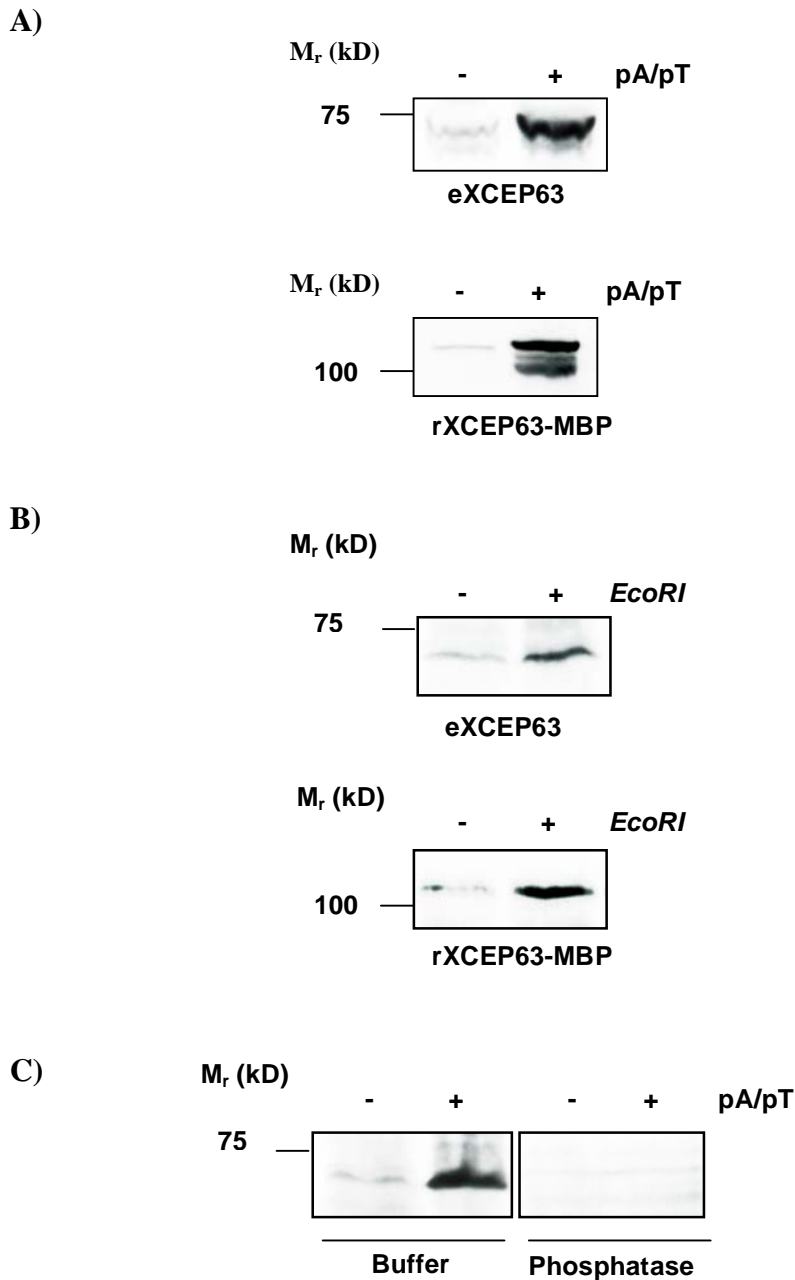 A)
Mr (kD)
- + pA/pT
75
eXCEP63
Mr (kD)
- + pA/pT
100
rXCEP63-MBP
B)
Mr (kD)
- + EcoRI
75
eXCEP63
Mr (kD)
- + EcoRI
100
rXCEP63-MBP
C)
Mr (kD)
- + - + pA/pT
75
Buffer Phosphatase